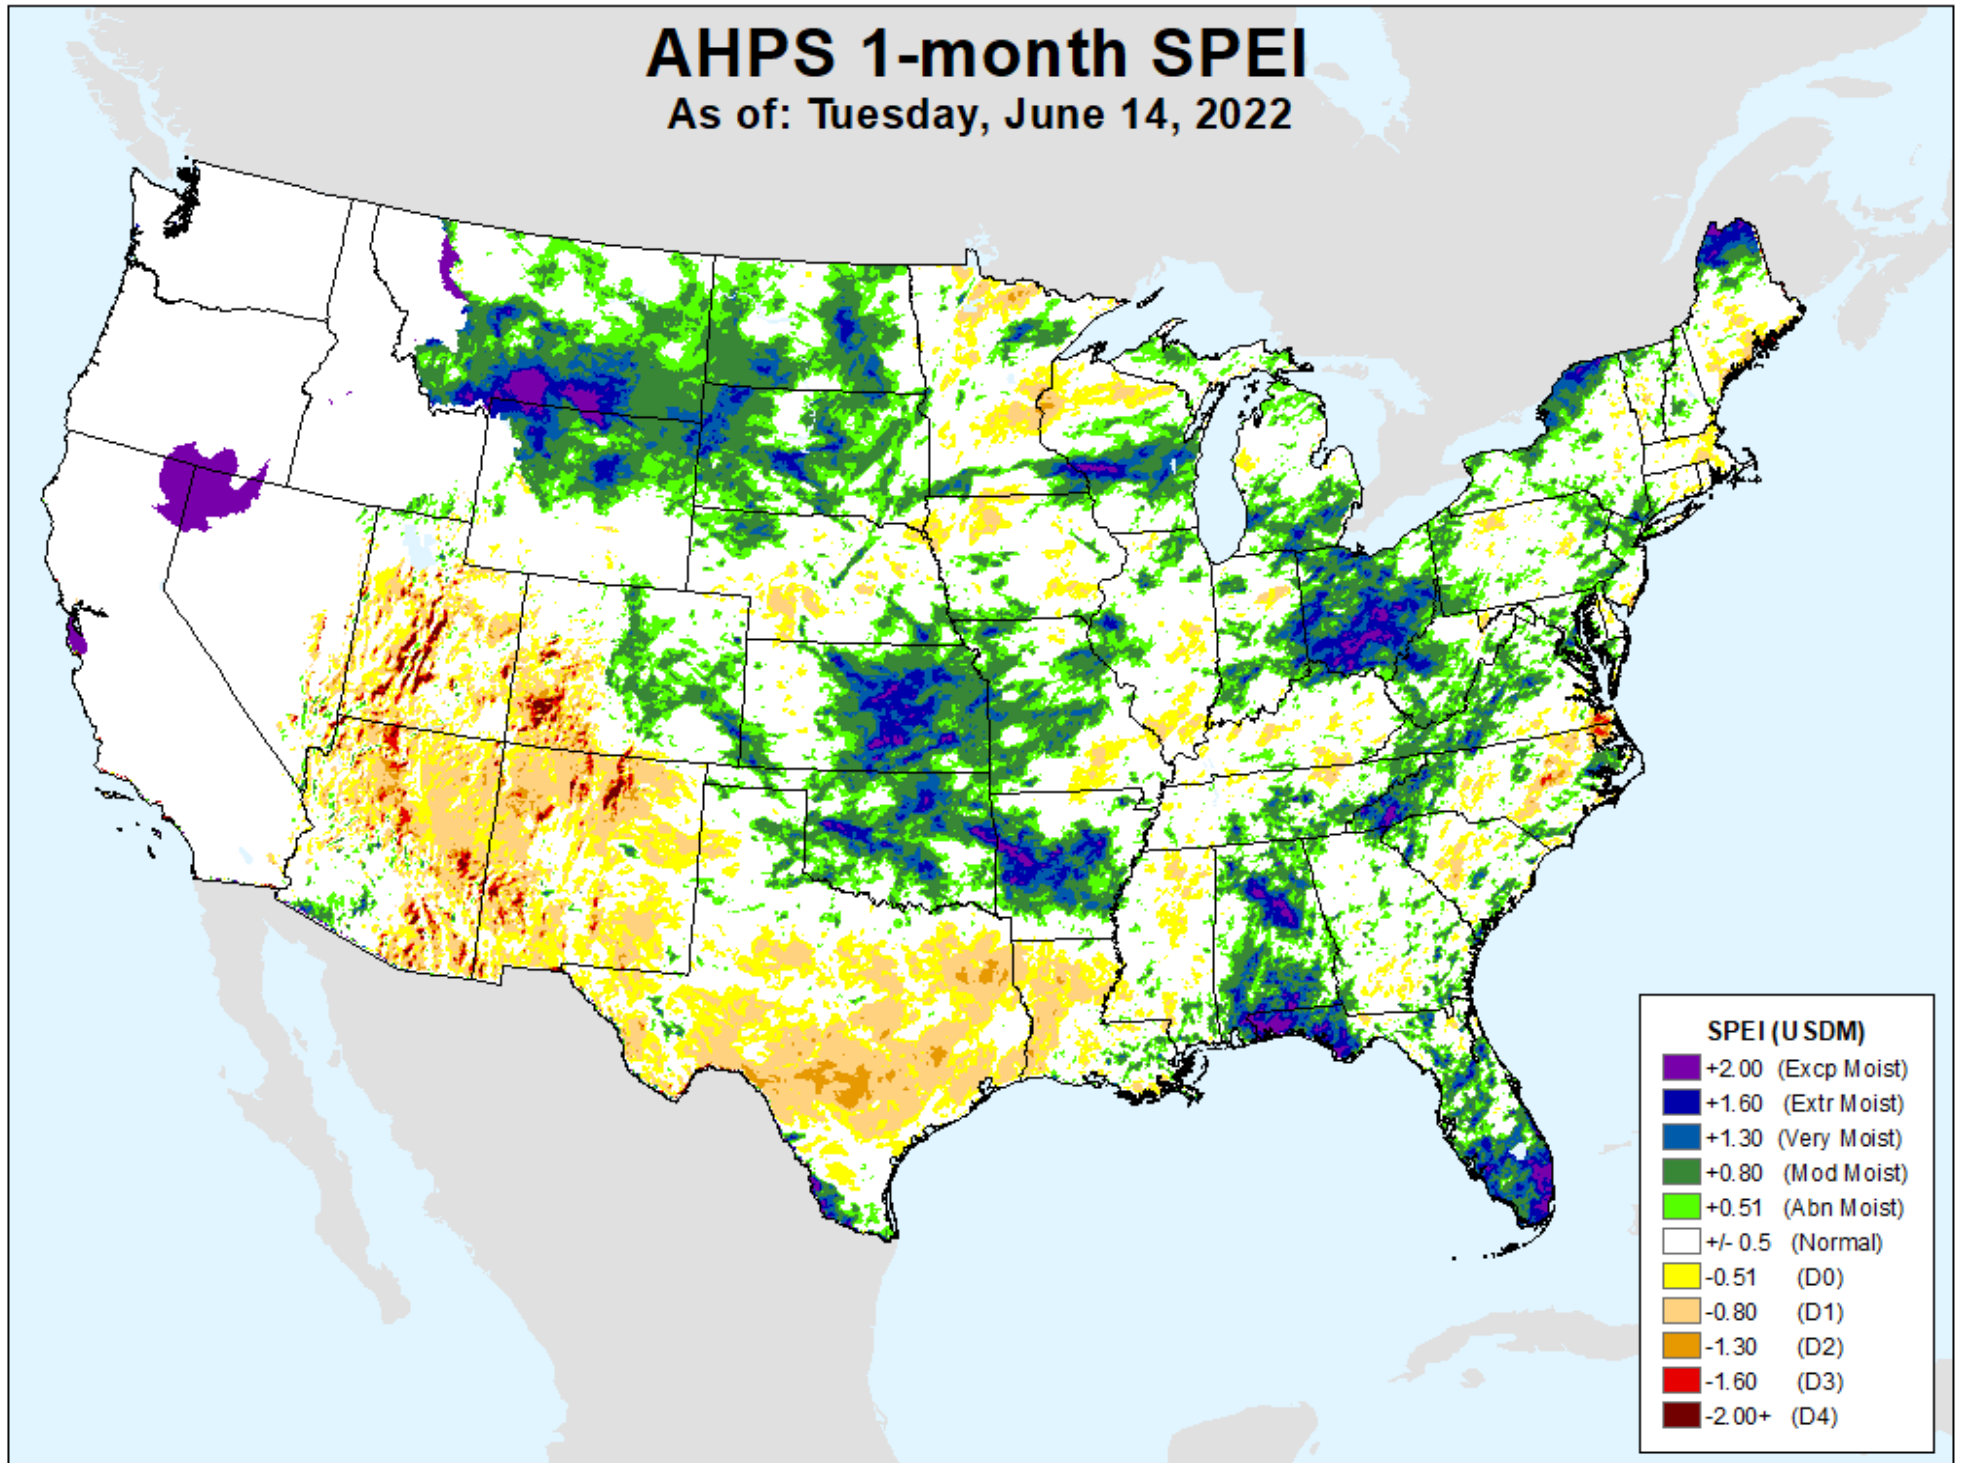 AHPS 1-month SPEI
As of: Tuesday, June 14, 2022
SPEI (USDM)
+2.00 (Excp Moist)
+1.60 (Extr Moist)
+1.30 (Very Moist)
+0.80 (Mod Moist)
+0.51 (Abn Moist)
+/- 0.5 (Normal)
-0.51 (D0)
-0.80 (D1)
-1.30 (D2)
-1.60 (D3)
-2.00+ (D4)